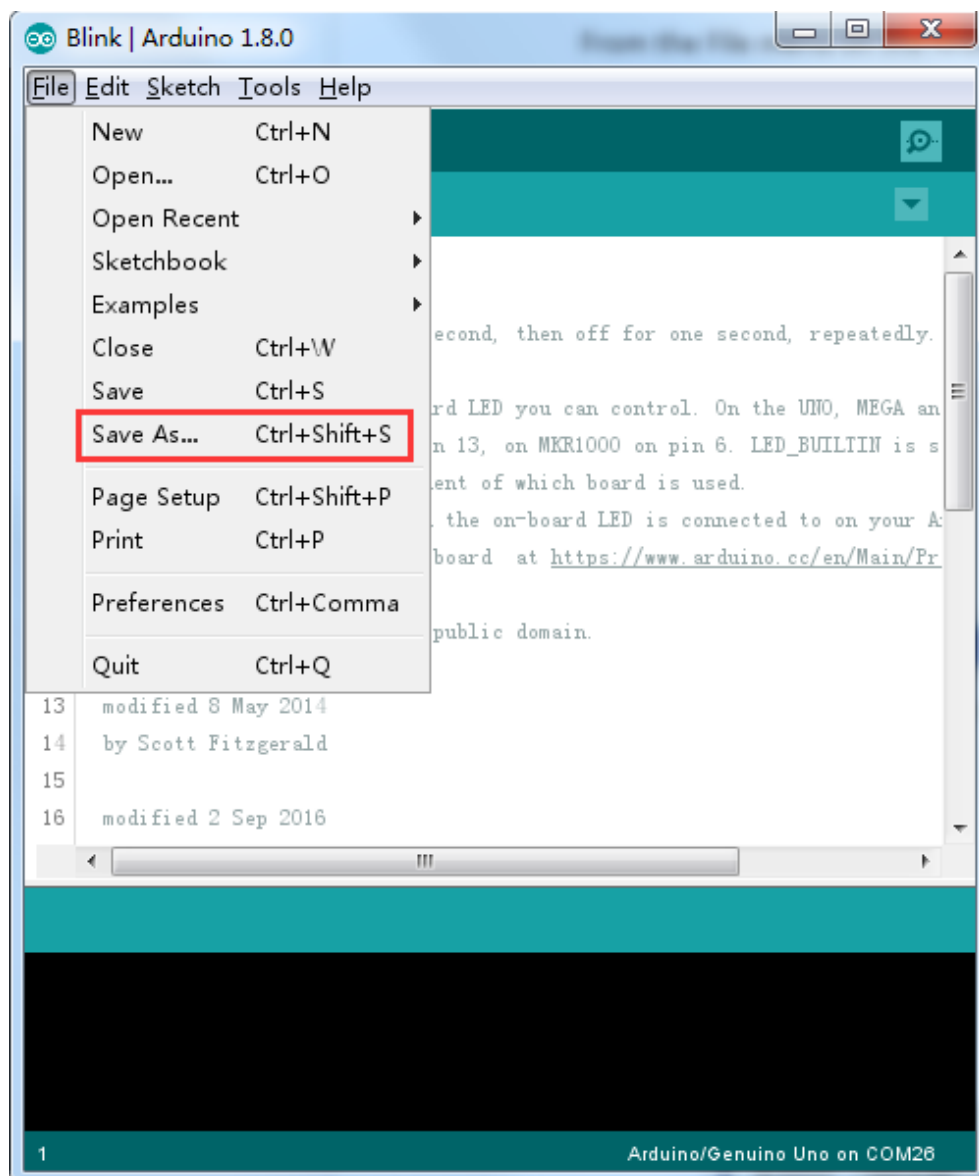 Blink | Arduino 1.8.0
File Edit Sketch Tools Help
New Ctrl+N
Open... Ctrl+O
Open Recent
Sketchbook
Examples
econd, then off for one second, repeatedly.
Close Ctrl+W
Save Ctrl+S
rd LED you can control. On the UNO, MEGA an
Save As... Ctrl+Shift+S
n 13, on MKR1000 on pin 6. LED_BUILTIN is s
ent of which board is used.
Page Setup Ctrl+Shift+P
the on-board LED is connected to on your A
Print Ctrl+P
board at https://www.arduino.cc/en/Main/Pr
Preferences Ctrl+Comma
public domain.
Quit Ctrl+Q
13 modified 8 May 2014
14 by Scott Fitzgerald
15
16 modified 2 Sep 2016
1 Arduino/Genuino Uno on COM26